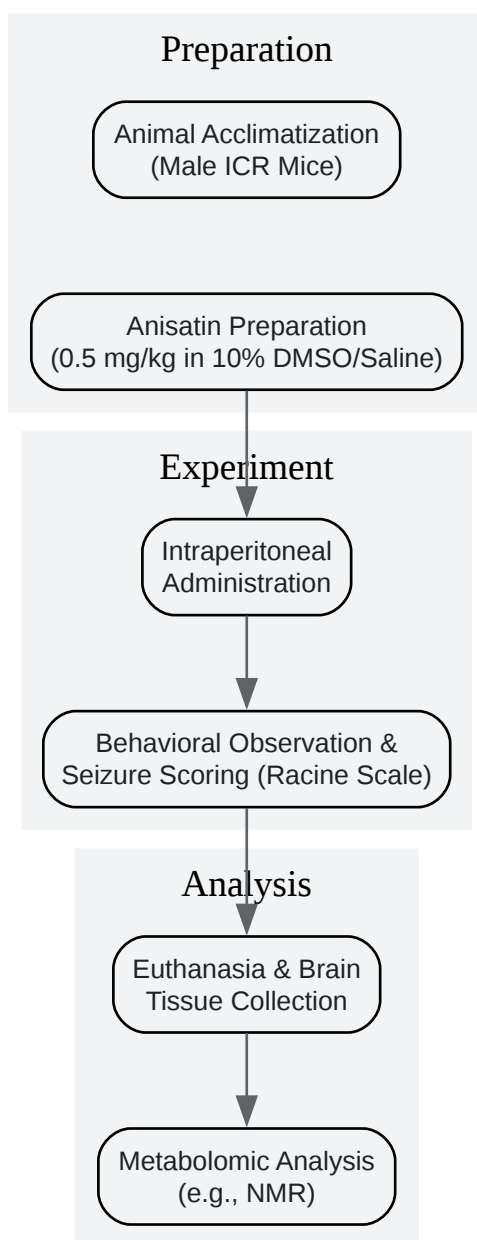 Preparation
Animal Acclimatization
(Male ICR Mice)
Anisatin Preparation
(0.5 mg/kg in 10% DMSO/Saline)
Experiment
Intraperitoneal
Administration
Behavioral Observation &
Seizure Scoring (Racine Scale)
Analysis
Euthanasia & Brain
Tissue Collection
Metabolomic Analysis
(e.g., NMR)